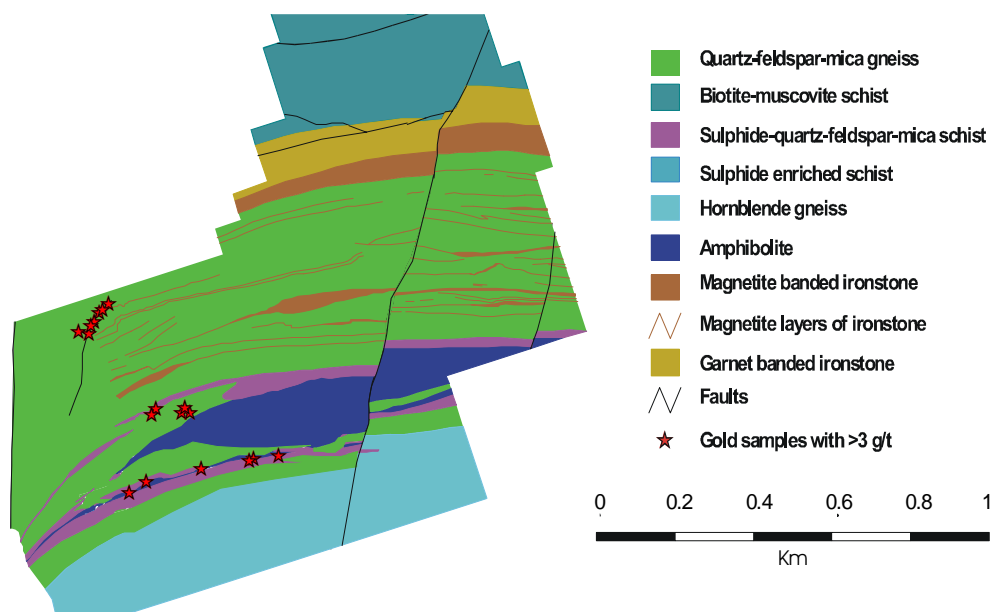 Quartz-feldspar-mica gneiss
Biotite-muscovite schist
Sulphide-quartz-feldspar-mica schist
Sulphide enriched schist
Hornblende gneiss
Amphibolite
Magnetite banded ironstone
Magnetite layers of ironstone
Garnet banded ironstone
Faults
Gold samples with >3 g/t
0 0.2 0.4 0.6 0.8 1
Km